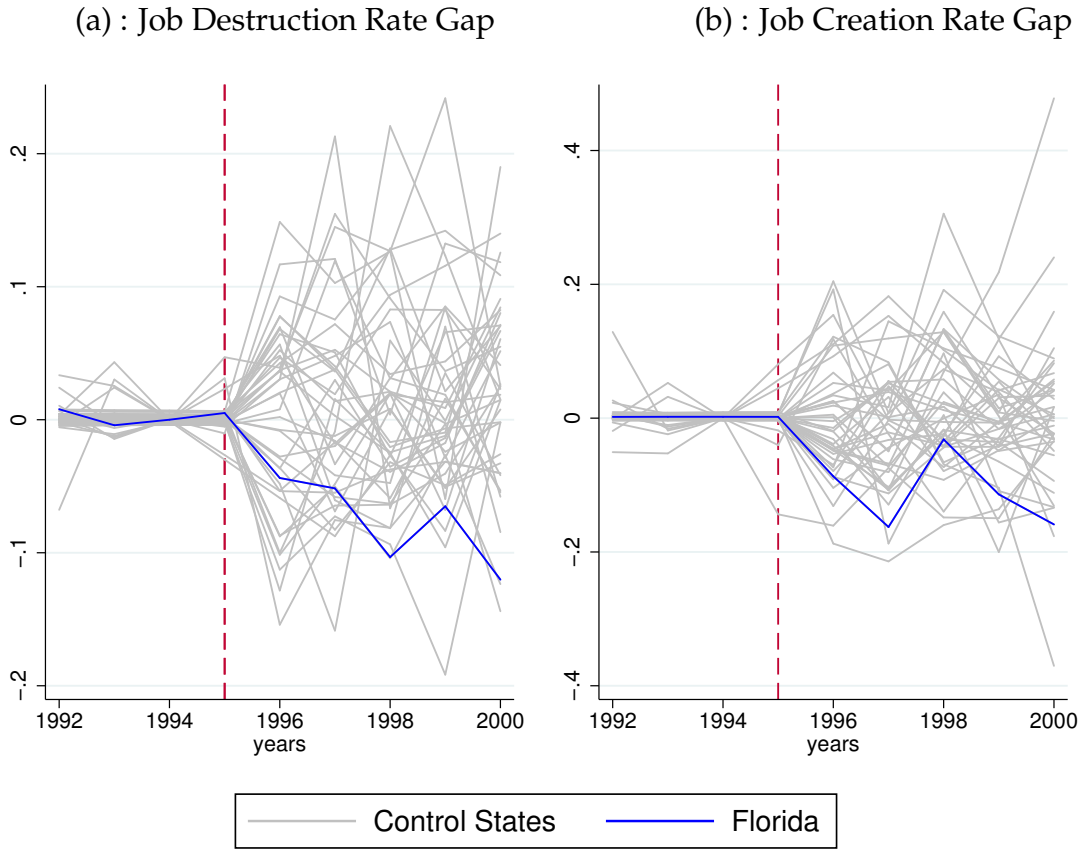 (a) : Job Destruction Rate Gap
.2
.1
0
-.1
-.2
1992 1994 1996 1998 2000
years
(b) : Job Creation Rate Gap
.4
.2
0
-.2
-.4
1992 1994 1996 1998 2000
years
Control States Florida